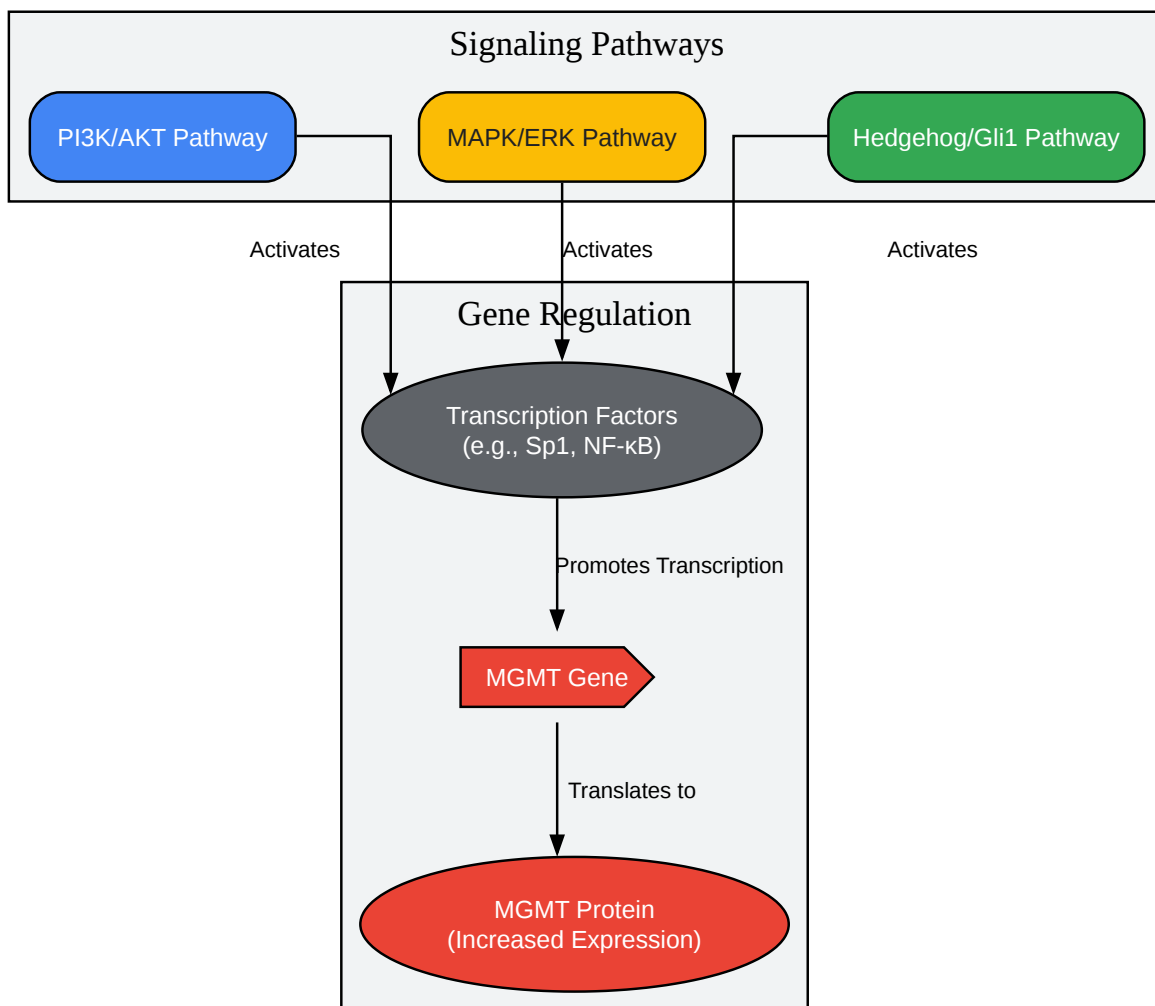 Signaling Pathways
PI3K/AKT Pathway
MAPK/ERK Pathway
Hedgehog/Gli1 Pathway
Activates
Activates
Activates
Gene Regulation
Transcription Factors
(e.g., Sp1, NF-κB)
Promotes Transcription
MGMT Gene
Translates to
MGMT Protein
(Increased Expression)